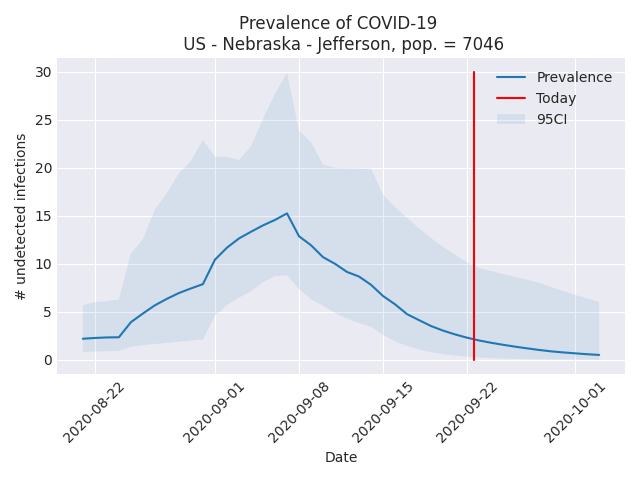 Prevalence of COVID-19
US - Nebraska - Jefferson, pop. = 7046
30
25
20
15
10
5
0
# undetected infections
Prevalence
Today
95CI
2020-08-22
2020-09-01
2020-09-08
2020-09-15
2020-09-22
2020-10-01
Date